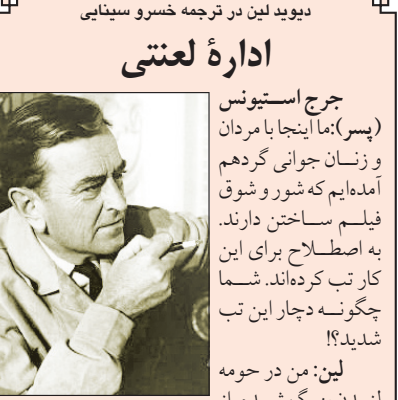 دیوید لین در ترجمه خسرو سینایی
ادارهٔ لعنتی
جرج استیونس
(پسر):ما اینجا با مردان
و زنان جوانی گردهم
آمده‌ایم که شور و شوق
فیلم ساختن دارند.
به اصطلاح برای این
کار تب کرده‌اند. شما
چگونه دچار این تب
شدید؟!
لین: من در حومه